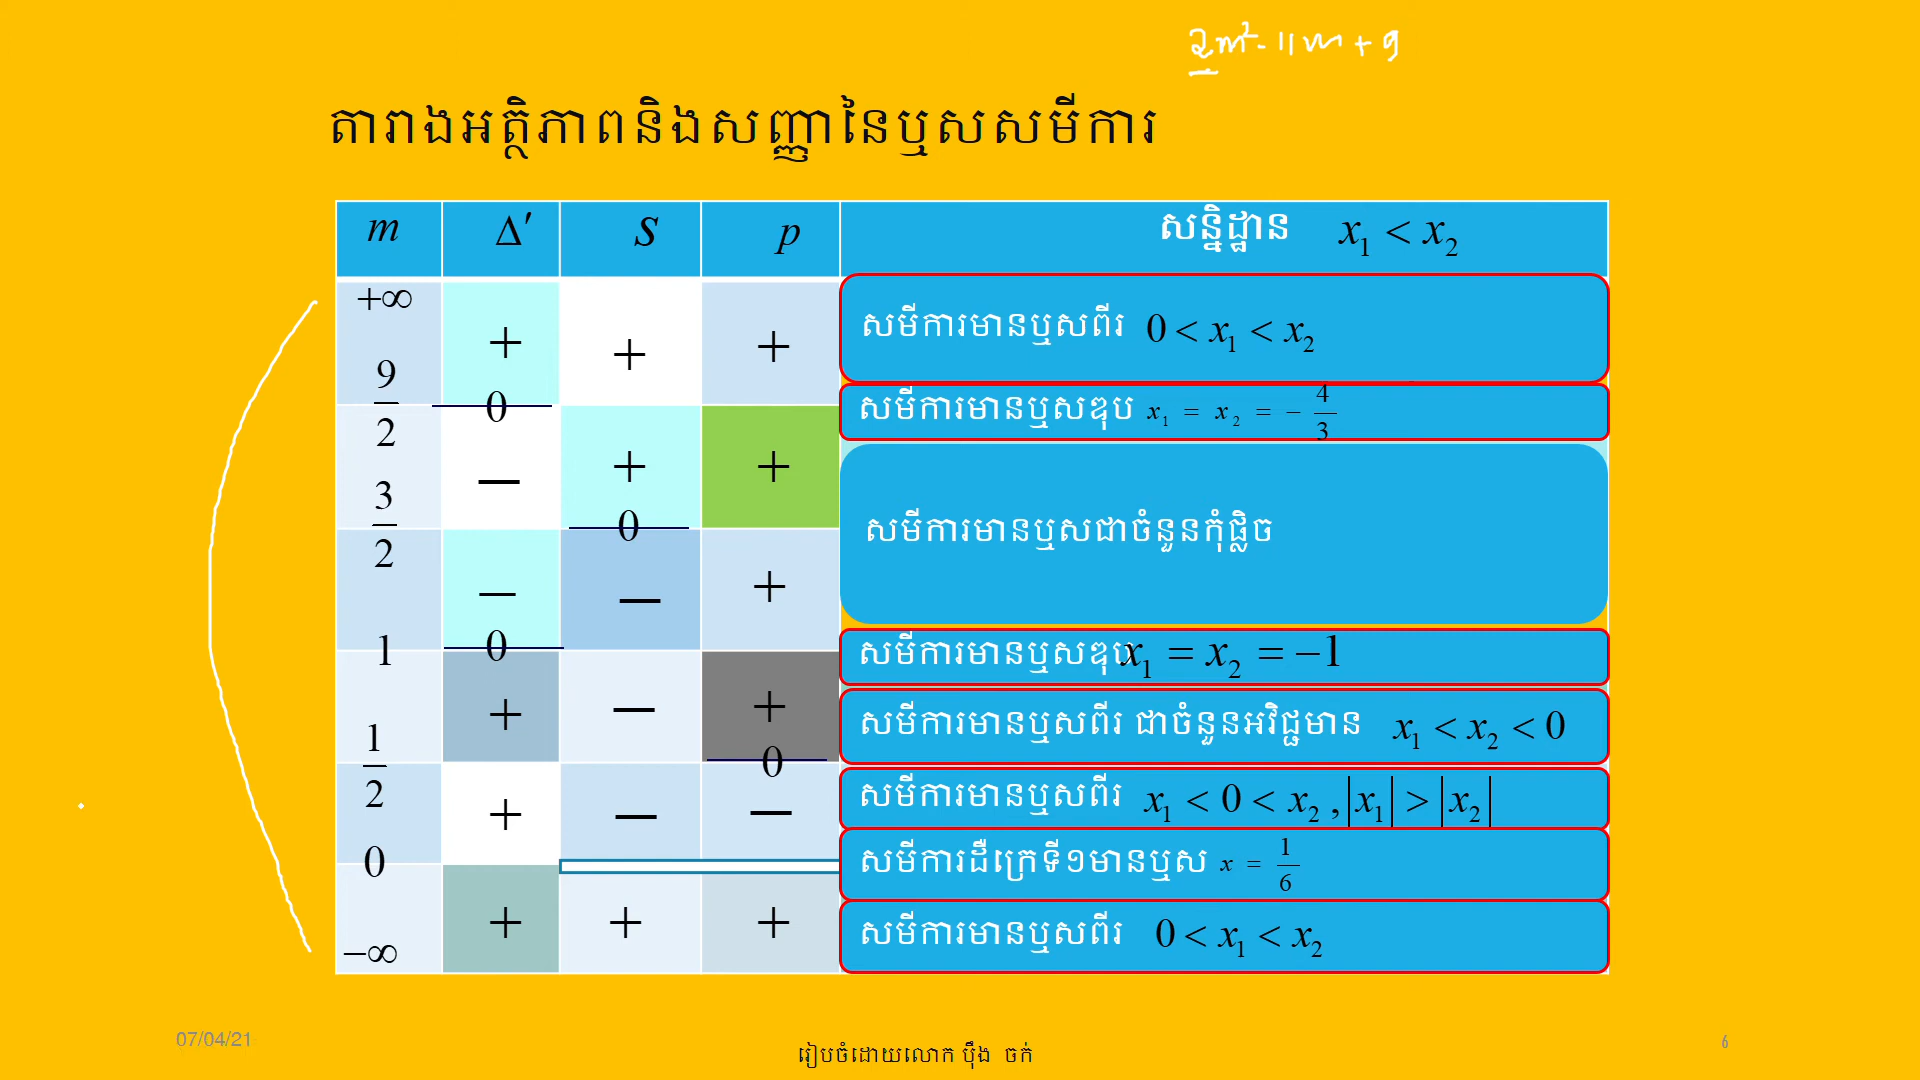 2m² - 11m + 9
តារាងអត្ថិភាពនិងសញ្ញានៃឬសសមីការ
m Δ′ S p សន្និដ្ឋាន x₁ < x₂
+∞
+ + + សមីការមានឬសពីរ 0 < x₁ < x₂
9/2 0 សមីការមានឬសឌុប x₁ = x₂ = − 4/3
− + +
3/2 0 សមីការមានឬសជាចំនួនកុំផ្លិច
− − +
1 0 សមីការមានឬសឌុប x₁ = x₂ = −1
+ − + សមីការមានឬសពីរ ជាចំនួនអវិជ្ជមាន x₁ < x₂ < 0
1/2 0
+ − − សមីការមានឬសពីរ x₁ < 0 < x₂ , |x₁| > |x₂|
0 សមីការដឺក្រេទី១មានឬស x = 1/6
+ + + សមីការមានឬសពីរ 0 < x₁ < x₂
−∞
07/04/21
រៀបចំដោយលោក ប៉ឹង ចក់
6